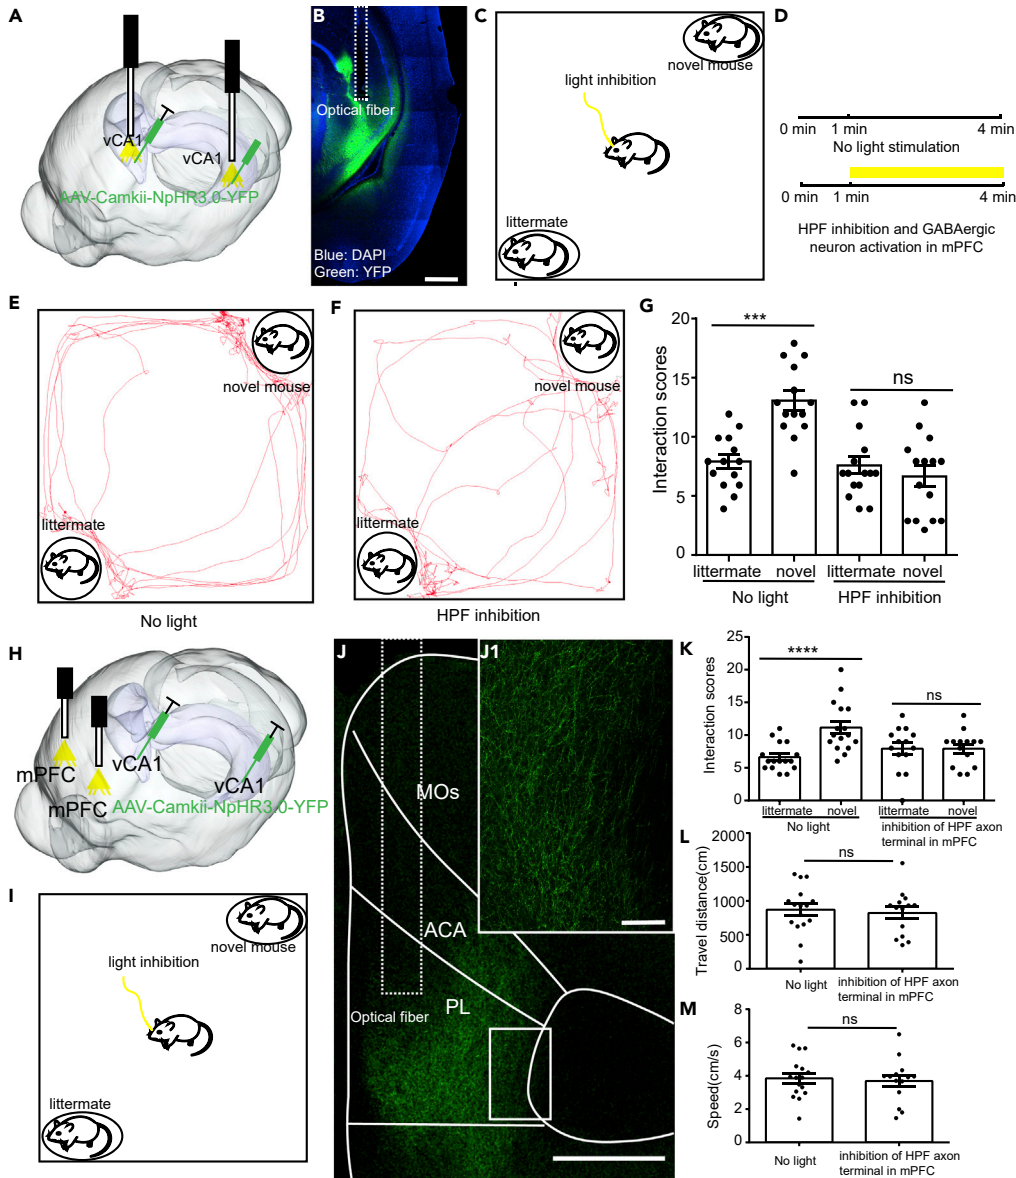 A
vCA1
vCA1
AAV-Camkii-NpHR3.0-YFP
B
Optical fiber
Blue: DAPI
Green: YFP
C
novel mouse
light inhibition
littermate
D
0 min
1 min
4 min
No light stimulation
0 min
1 min
4 min
HPF inhibition and GABAergic
neuron activation in mPFC
E
novel mouse
littermate
No light
F
novel mouse
littermate
HPF inhibition
G
Interaction scores
20
15
10
5
0
***
ns
littermate novel littermate novel
No light HPF inhibition
H
mPFC
mPFC
vCA1
vCA1
AAV-Camkii-NpHR3.0-YFP
I
novel mouse
light inhibition
littermate
J
J1
MOs
ACA
PL
Optical fiber
K
Interaction scores
25
20
15
10
5
0
****
ns
littermate novel littermate novel
No light
inhibition of HPF axon
terminal in mPFC
L
Travel distance(cm)
2000
1500
1000
500
0
ns
No light
inhibition of HPF axon
terminal in mPFC
M
Speed(cm/s)
8
6
4
2
0
ns
No light
inhibition of HPF axon
terminal in mPFC